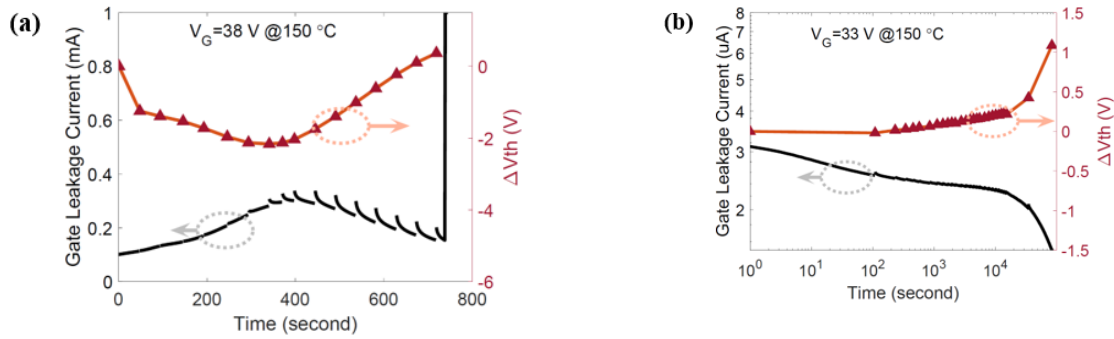 (a)
V_G=38 V @150 °C
Gate Leakage Current (mA)
1
0.8
0.6
0.4
0.2
0
0
-2
-4
-6
ΔVth (V)
0 200 400 600 800
Time (second)
(b)
V_G=33 V @150 °C
Gate Leakage Current (uA)
8
7
6
5
4
3
2
1.5
1
0.5
0
-0.5
-1
-1.5
ΔVth (V)
10^0 10^1 10^2 10^3 10^4
Time (second)